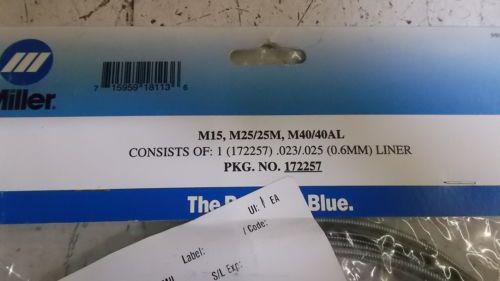 Miller
7 15959 18113 6
M15, M25/25M, M40/40AL
CONSISTS OF: 1 (172257) .023/.025 (0.6MM) LINER
PKG. NO. 172257
The Blue.
UI: EA
Label: / Code:
S/L Exp: